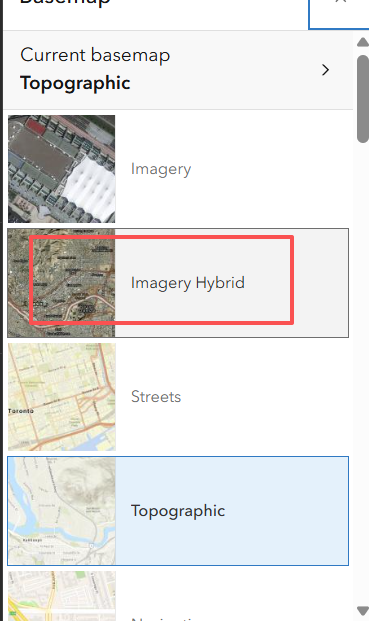 Basemap
Current basemap
Topographic
Imagery
Imagery Hybrid
Streets
Toronto
Topographic